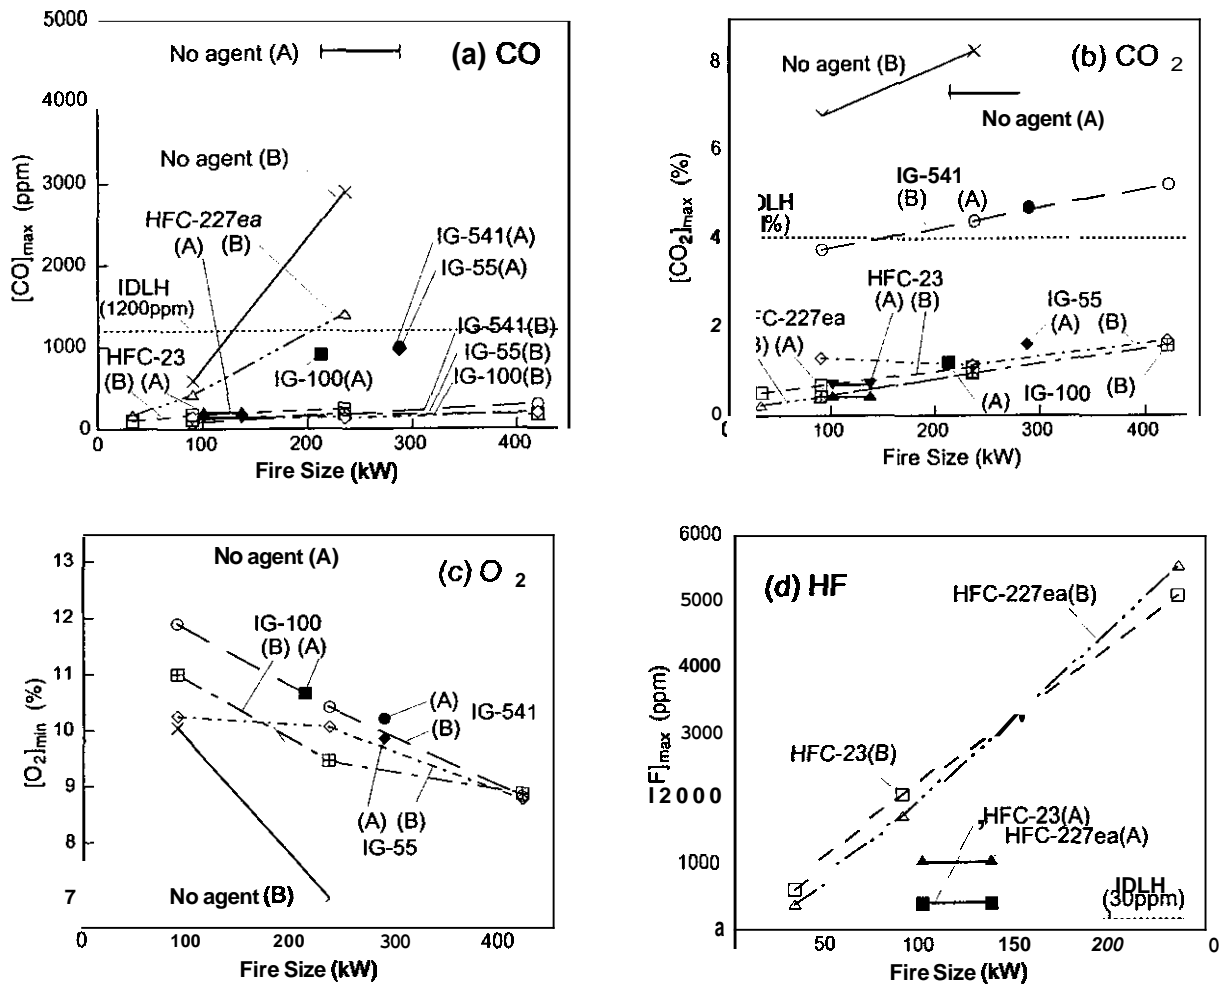 5000
4000
3000
2000
1000
0
[CO]max (ppm)
No agent (A)
(a) CO
No agent (B)
HFC-227ea
(A) (B)
IG-541(A)
IG-55(A)
IDLH
(1200ppm)
HFC-23
(B) (A)
IG-100(A)
IG-541(B)
IG-55(B)
IG-100(B)
0 100 200 300 400
Fire Size (kW)
8
6
4
2
0
[CO2]max (%)
No agent (B)
(b) CO 2
No agent (A)
IG-541
(B) (A)
DLH
%)
HFC-23
(A) (B)
IG-55
(A) (B)
C-227ea
) (A)
(A) IG-100 (B)
100 200 300 400
Fire Size (kW)
13
12
11
10
9
8
7
[O2]min (%)
No agent (A)
(c) O 2
IG-100
(B) (A)
(A)
IG-541
(B)
(A) (B)
IG-55
No agent (B)
0 100 200 300 400
Fire Size (kW)
6000
5000
4000
3000
12000
1000
a
F]max (ppm)
(d) HF
HFC-227ea(B)
HFC-23(B)
HFC-23(A)
HFC-227ea(A)
IDLH
(30ppm)
50 100 150 200 0
Fire Size (kW)